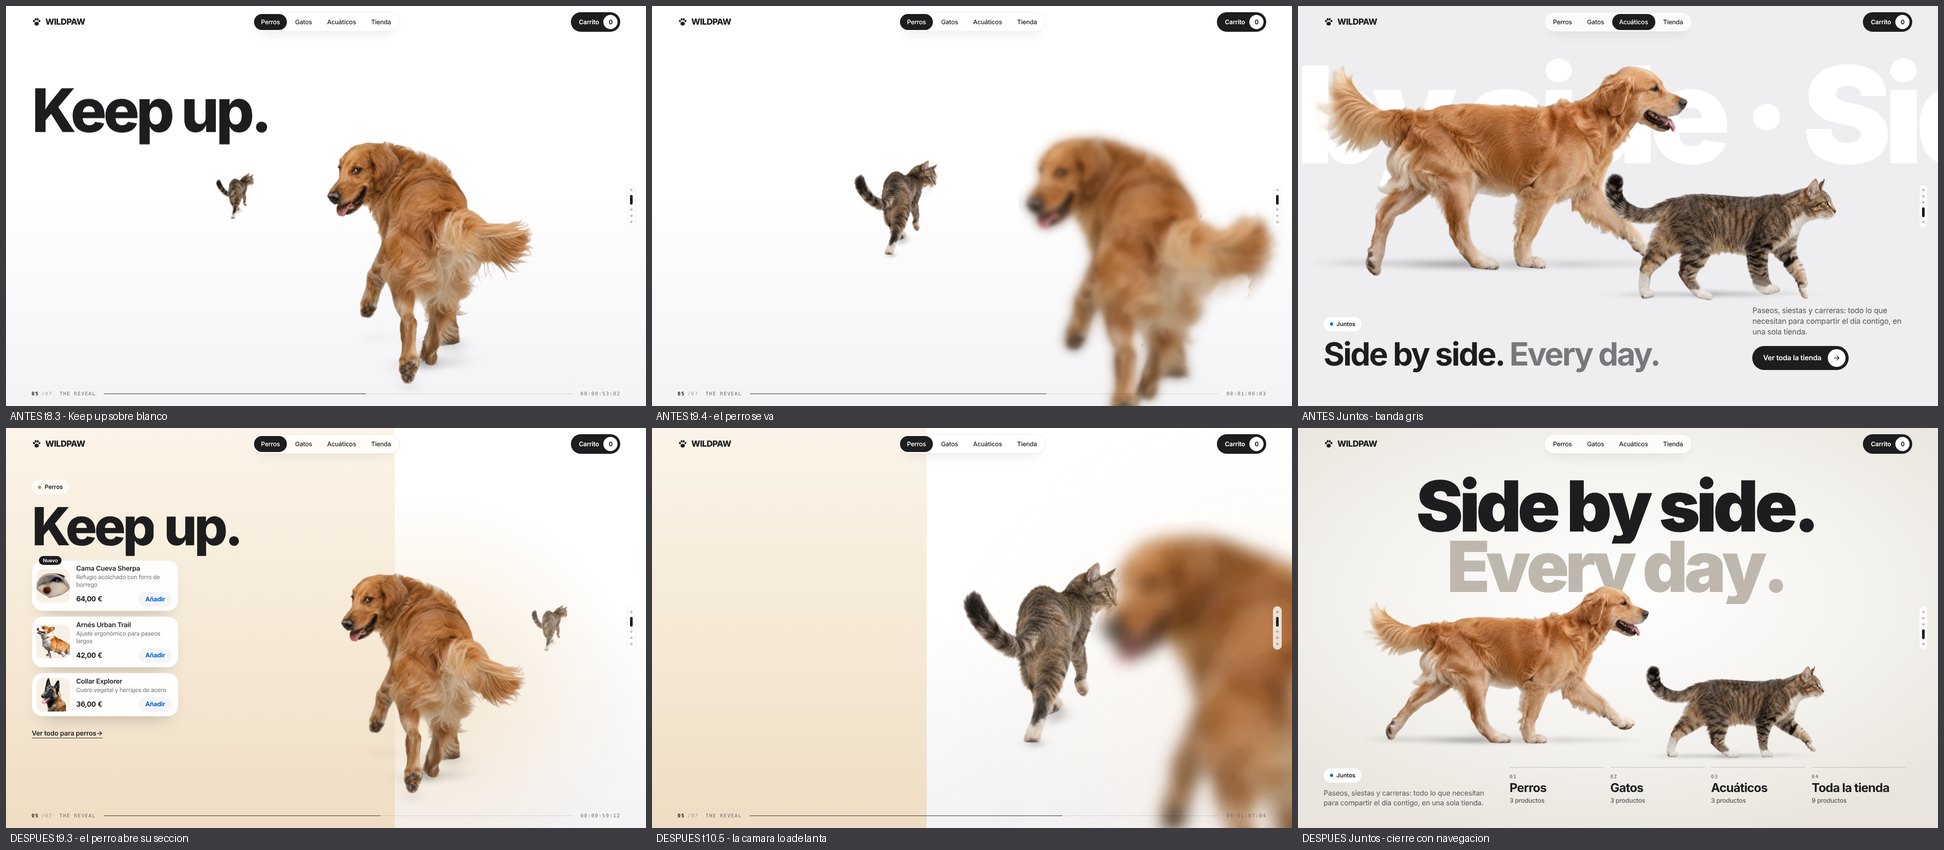 WILDPAW
Perros Gatos Acuáticos Tienda
Carrito 0
Keep up.
05 /07 THE REVEAL
00:00:53:02
ANTES t8.3 - Keep up sobre blanco
WILDPAW
Perros Gatos Acuáticos Tienda
Carrito 0
05 /07 THE REVEAL
00:01:00:03
ANTES t9.4 - el perro se va
WILDPAW
Perros Gatos Acuáticos Tienda
Carrito 0
by side • Si
Paseos, siestas y carreras: todo lo que
necesitan para compartir el día contigo, en
una sola tienda.
Juntos
Side by side. Every day.
Ver toda la tienda →
ANTES Juntos - banda gris
WILDPAW
Perros Gatos Acuáticos Tienda
Carrito 0
Perros
Keep up.
Nuevo
Cama Cueva Sherpa
Refugio acolchado con forro de
borrego
64,00 €
Añadir
Arnés Urban Trail
Ajuste ergonómico para paseos
largos
42,00 €
Añadir
Collar Explorer
Cuero vegetal y herrajes de acero
36,00 €
Añadir
Ver todo para perros →
05 /07 THE REVEAL
00:00:59:12
DESPUES t9.3 - el perro abre su seccion
WILDPAW
Perros Gatos Acuáticos Tienda
Carrito 0
05 /07 THE REVEAL
00:01:07:04
DESPUES t10.5 - la camara lo adelanta
WILDPAW
Perros Gatos Acuáticos Tienda
Carrito 0
Side by side.
Every day.
Juntos
Paseos, siestas y carreras: todo lo que necesitan
para compartir el día contigo, en una sola tienda.
01
Perros
3 productos
02
Gatos
3 productos
03
Acuáticos
3 productos
04
Toda la tienda
9 productos
DESPUES Juntos - cierre con navegacion